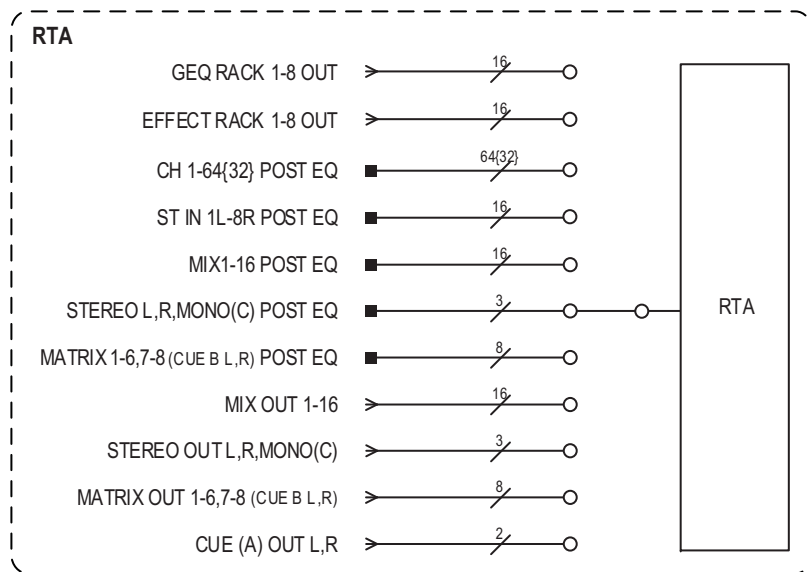 RTA
GEQ RACK 1-8 OUT 16
EFFECT RACK 1-8 OUT 16
CH 1-64{32} POST EQ 64{32}
ST IN 1L-8R POST EQ 16
MIX1-16 POST EQ 16
STEREO L,R,MONO(C) POST EQ 3 RTA
MATRIX 1-6,7-8 (CUE B L,R) POST EQ 8
MIX OUT 1-16 16
STEREO OUT L,R,MONO(C) 3
MATRIX OUT 1-6,7-8 (CUE B L,R) 8
CUE (A) OUT L,R 2